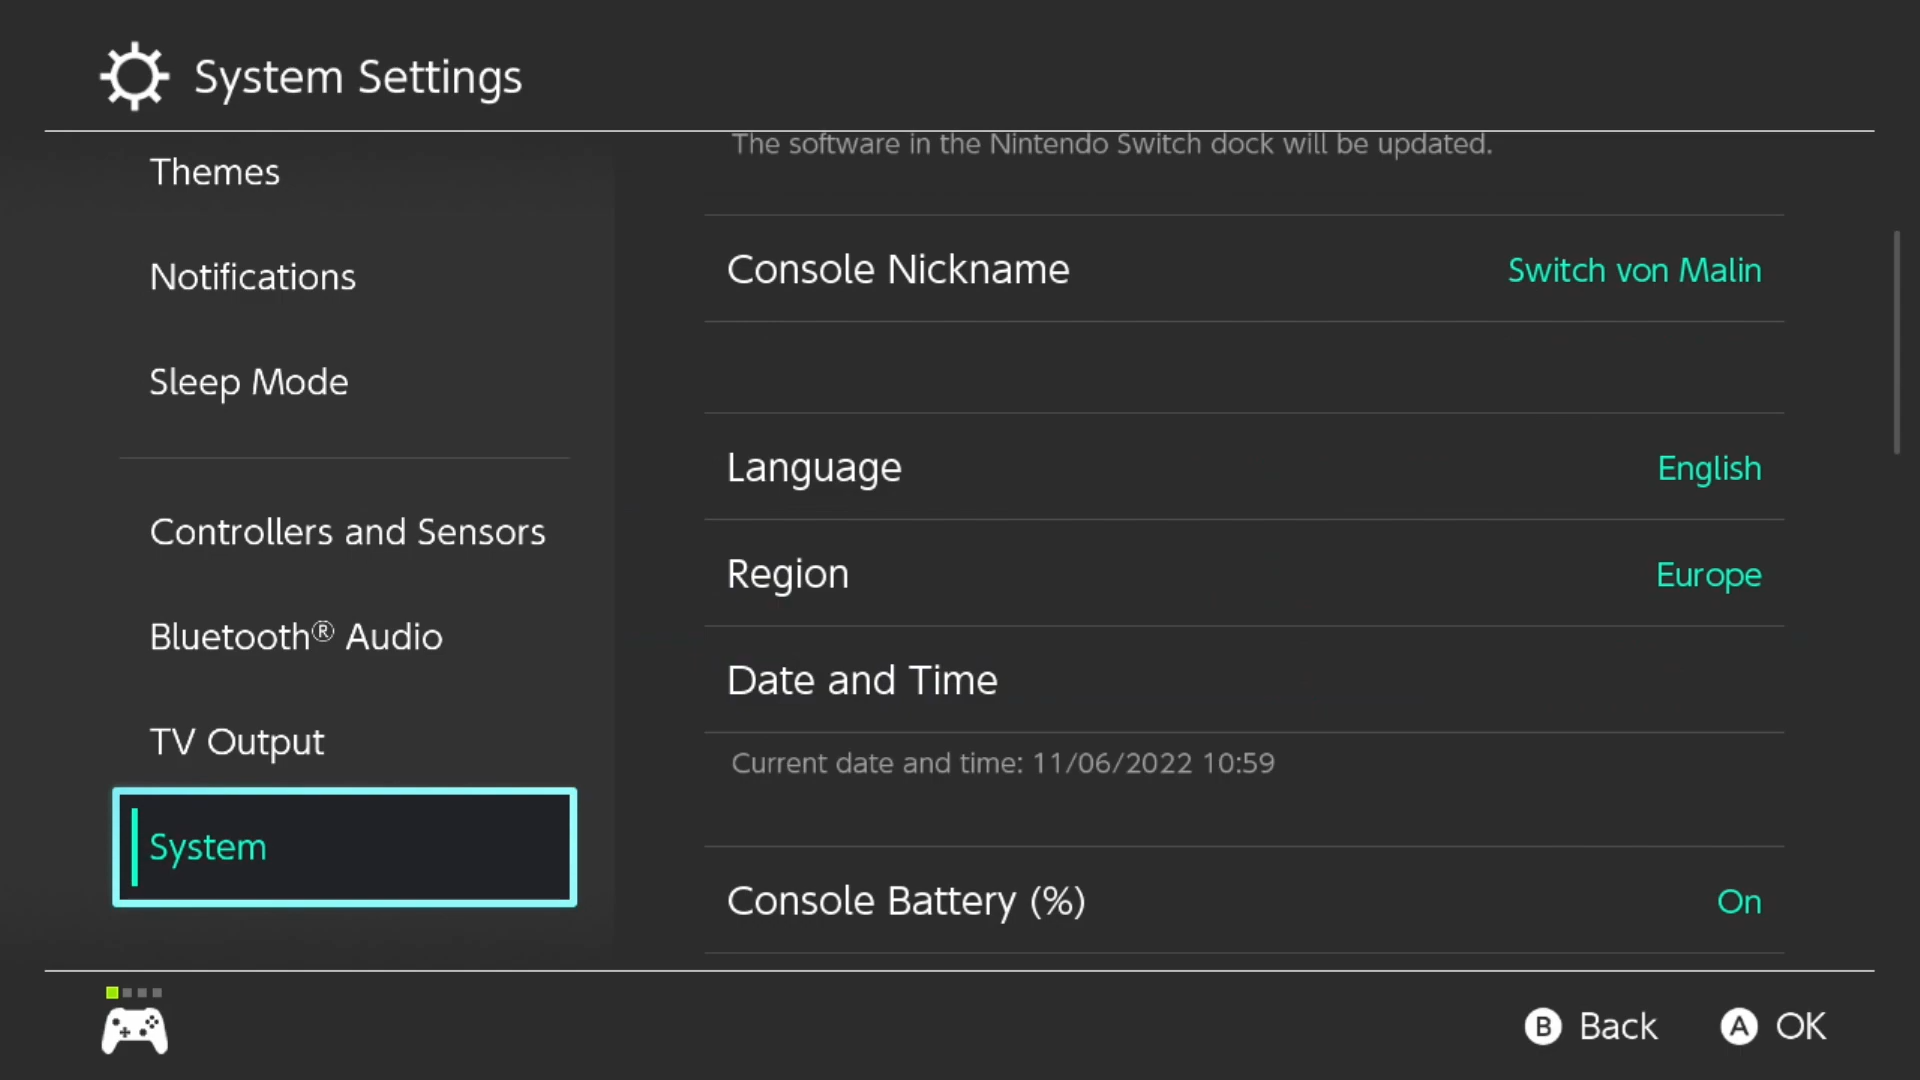 System Settings
Themes
Notifications
Sleep Mode
Controllers and Sensors
Bluetooth® Audio
TV Output
System
The software in the Nintendo Switch dock will be updated.
Console Nickname Switch von Malin
Language English
Region Europe
Date and Time
Current date and time: 11/06/2022 10:59
Console Battery (%) On
B Back A OK